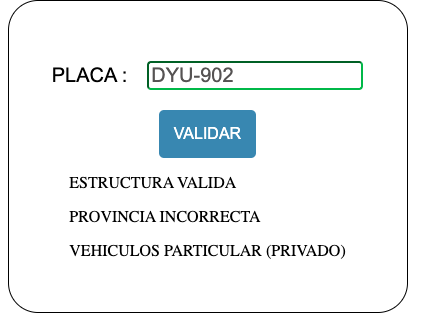 PLACA : DYU-902
VALIDAR
ESTRUCTURA VALIDA
PROVINCIA INCORRECTA
VEHICULOS PARTICULAR (PRIVADO)